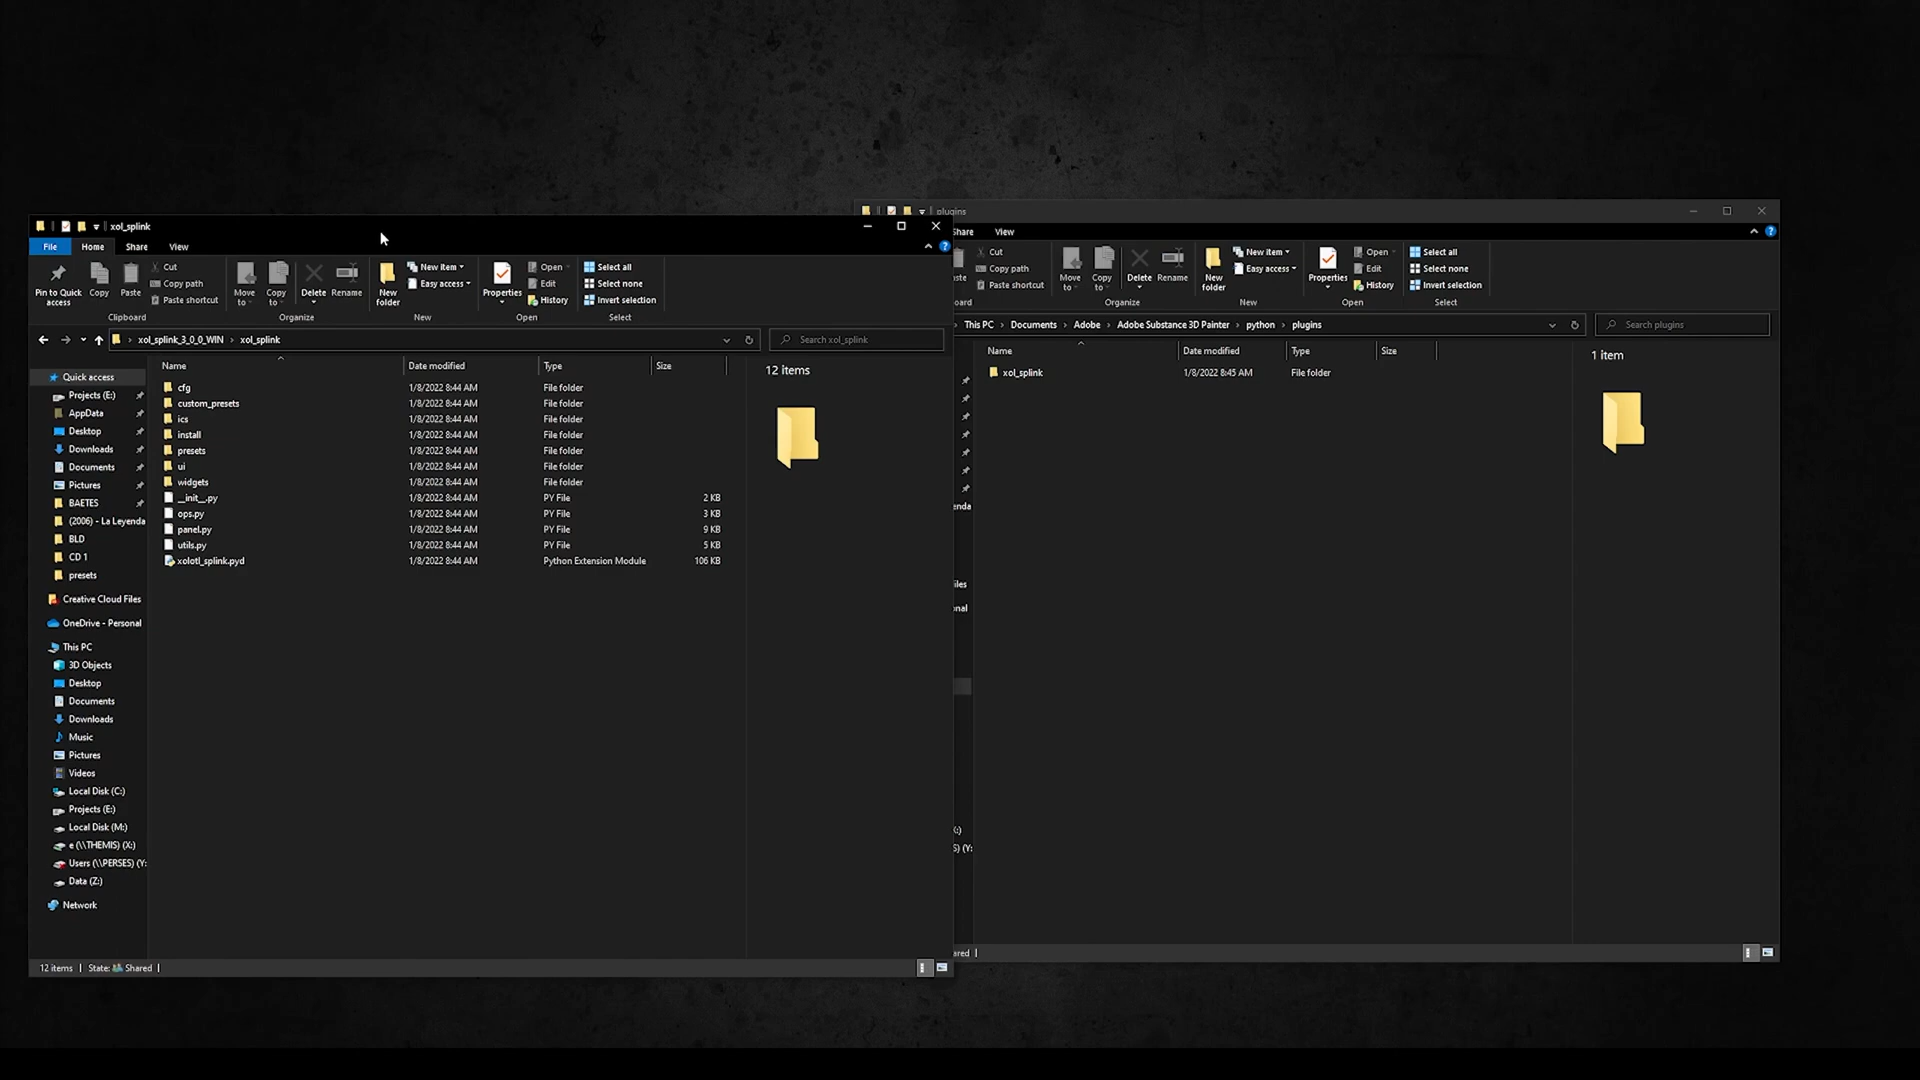 xol_splink
File Home Share View
Pin to Quick access
Copy
Paste
Cut
Copy path
Paste shortcut
Clipboard
Move to
Copy to
Delete
Rename
Organize
New folder
New item
Easy access
New
Properties
Open
Edit
History
Open
Select all
Select none
Invert selection
Select
xol_splink_3_0_0_WIN › xol_splink
Search xol_splink
Quick access
Projects (E:)
AppData
Desktop
Downloads
Documents
Pictures
BAETES
(2006) - La Leyenda
BLD
CD 1
presets
Creative Cloud Files
OneDrive - Personal
This PC
3D Objects
Desktop
Documents
Downloads
Music
Pictures
Videos
Local Disk (C:)
Projects (E:)
Local Disk (M:)
e (\\THEMIS) (X:)
Users (\\PERSES) (Y:
Data (Z:)
Network
Name Date modified Type Size
cfg 1/8/2022 8:44 AM File folder
custom_presets 1/8/2022 8:44 AM File folder
ics 1/8/2022 8:44 AM File folder
install 1/8/2022 8:44 AM File folder
presets 1/8/2022 8:44 AM File folder
ui 1/8/2022 8:44 AM File folder
widgets 1/8/2022 8:44 AM File folder
__init__.py 1/8/2022 8:44 AM PY File 2 KB
ops.py 1/8/2022 8:44 AM PY File 3 KB
panel.py 1/8/2022 8:44 AM PY File 9 KB
utils.py 1/8/2022 8:44 AM PY File 5 KB
xolotl_splink.pyd 1/8/2022 8:44 AM Python Extension Module 106 KB
12 items
12 items State: Shared
plugins
Share View
ste
Cut
Copy path
Paste shortcut
oard
Move to
Copy to
Delete
Rename
Organize
New folder
New item
Easy access
New
Properties
Open
Edit
History
Open
Select all
Select none
Invert selection
Select
This PC › Documents › Adobe › Adobe Substance 3D Painter › python › plugins
Search plugins
Name Date modified Type Size
xol_splink 1/8/2022 8:45 AM File folder
1 item
enda
iles
onal
S) (Y:
ared